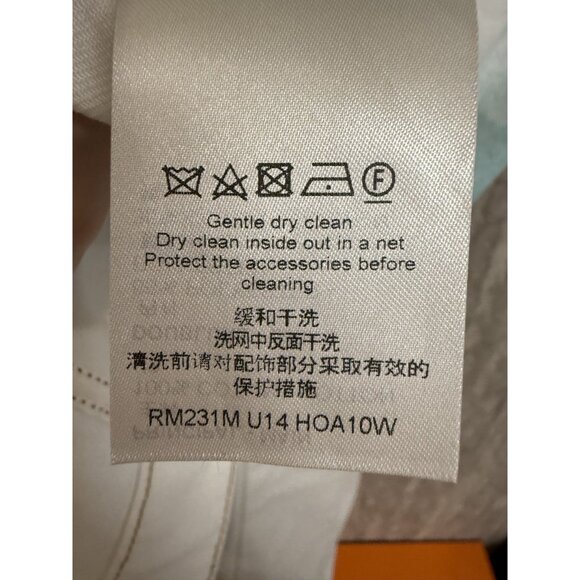 F
Gentle dry clean
Dry clean inside out in a net
Protect the accessories before
cleaning
缓和干洗
洗网中反面干洗
清洗前请对配饰部分采取有效的
保护措施
RM231M U14 HOA10W